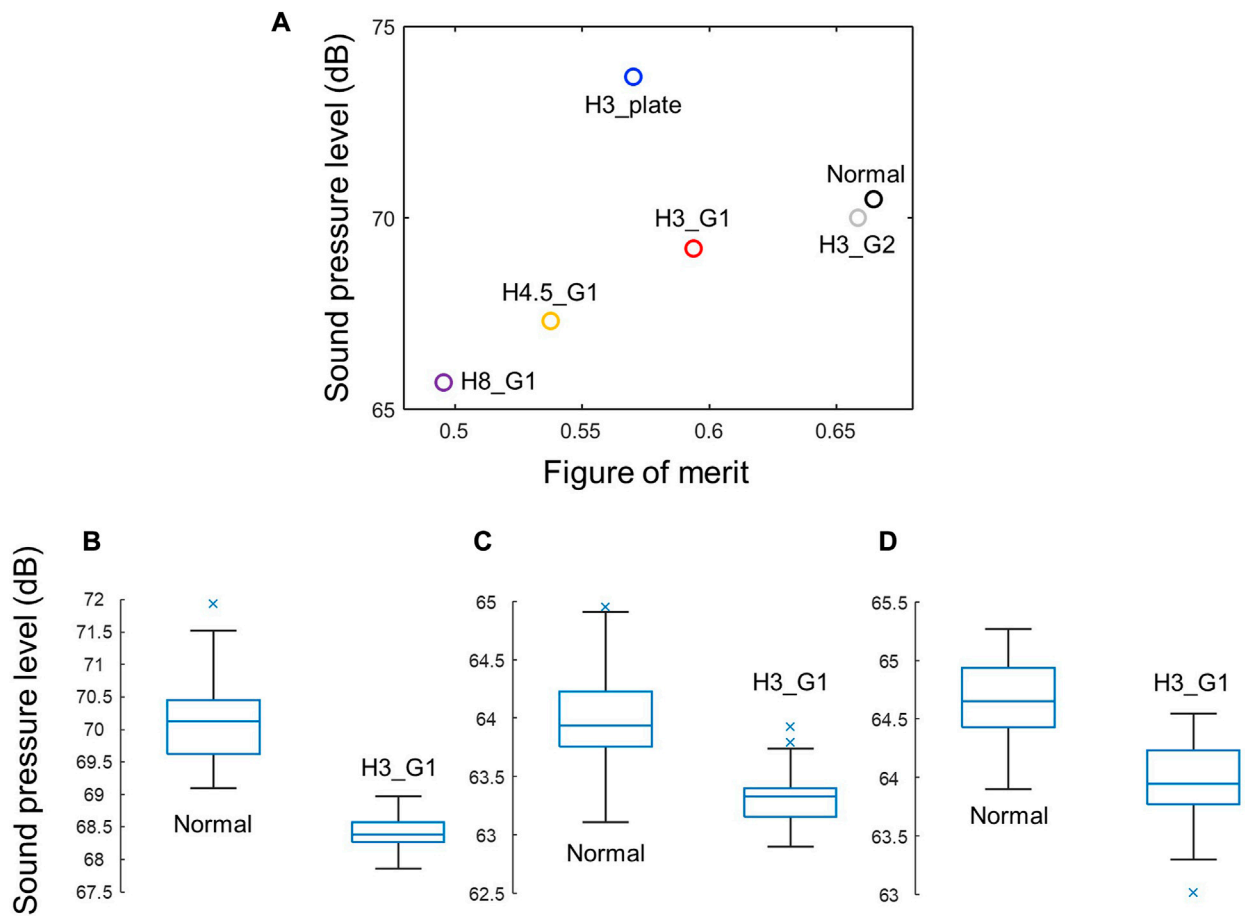 A
Sound pressure level (dB)
75
70
65
H3_plate
Normal
H3_G1
H3_G2
H4.5_G1
H8_G1
0.5
0.55
0.6
0.65
Figure of merit
Sound pressure level (dB)
B
72
71.5
71
70.5
70
69.5
69
68.5
68
67.5
Normal
H3_G1
C
65
64.5
64
63.5
63
62.5
Normal
H3_G1
D
65.5
65
64.5
64
63.5
63
Normal
H3_G1